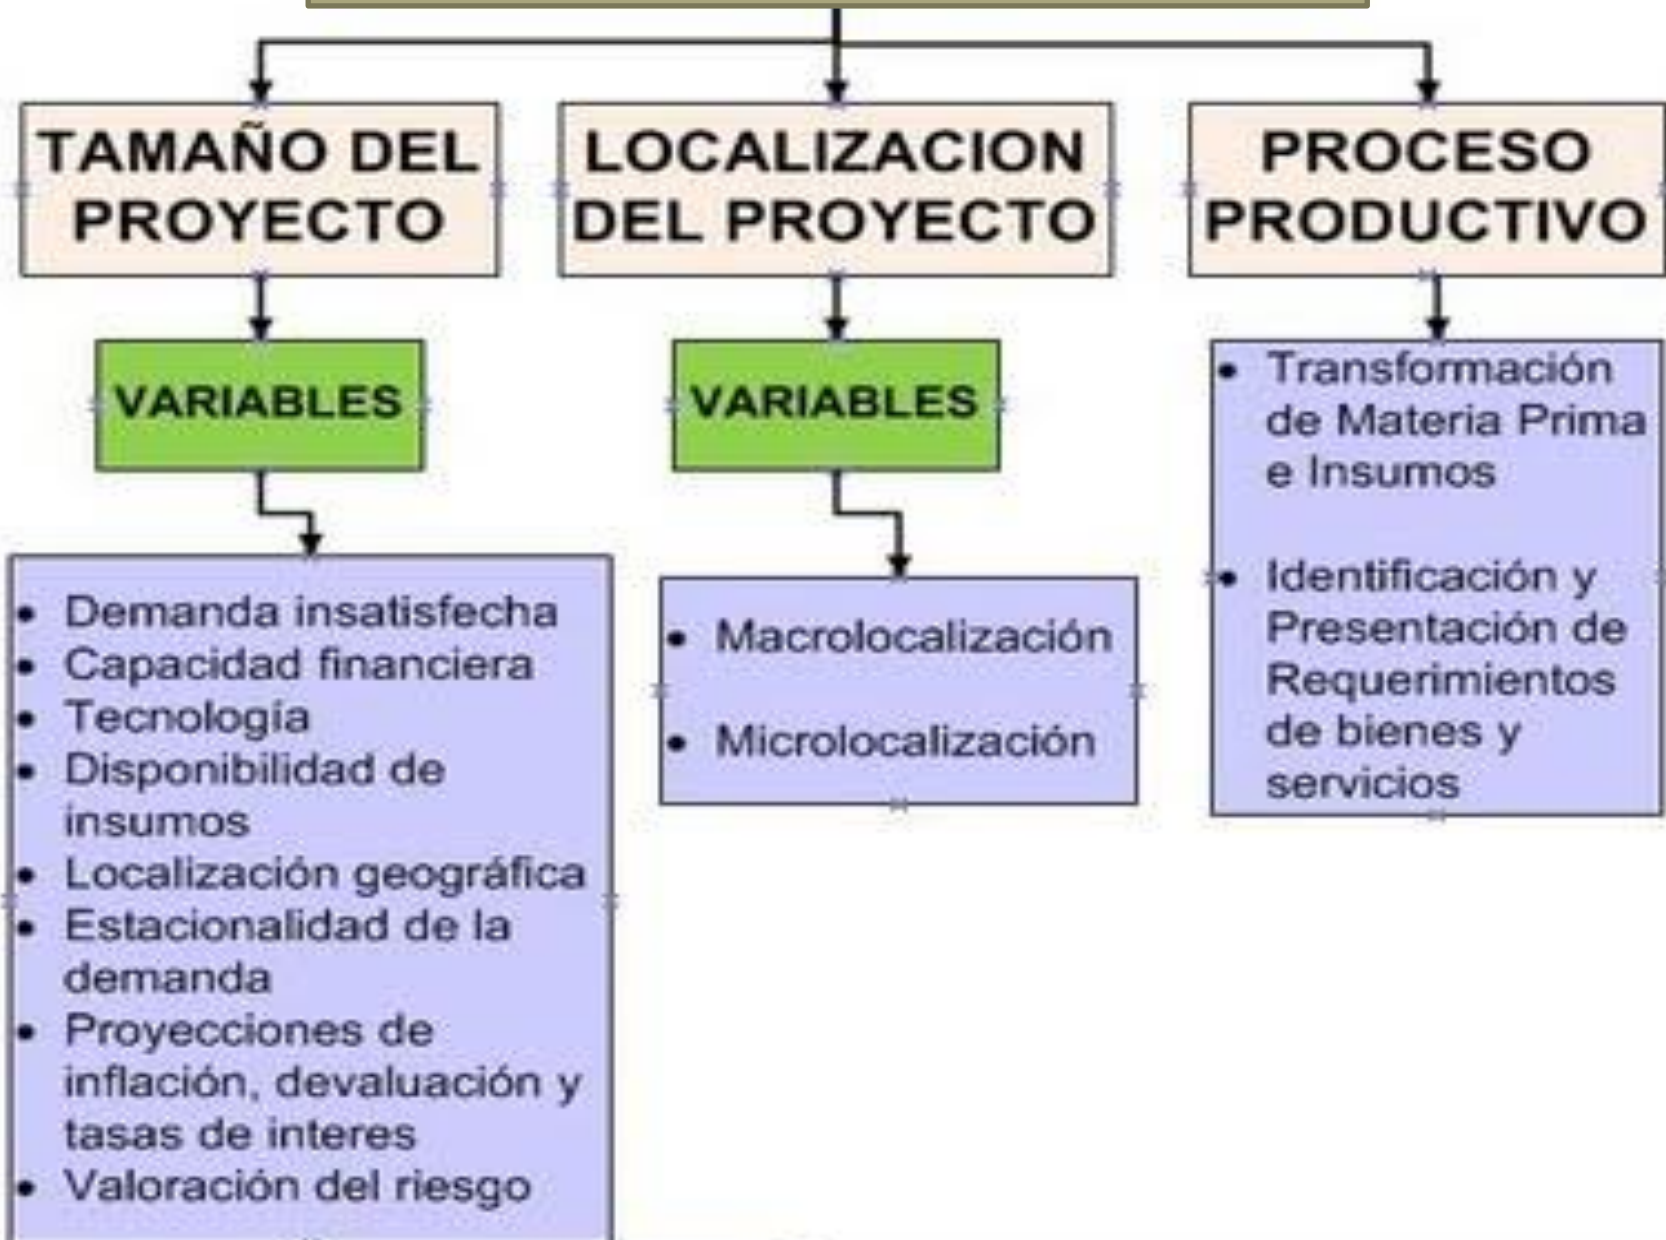 TAMAÑO DEL
PROYECTO
LOCALIZACION
DEL PROYECTO
PROCESO
PRODUCTIVO
VARIABLES
VARIABLES
• Demanda insatisfecha
• Capacidad financiera
• Tecnología
• Disponibilidad de
insumos
• Localización geográfica
• Estacionalidad de la
demanda
• Proyecciones de
inflación, devaluación y
tasas de interes
• Valoración del riesgo
• Macrolocalización
• Microlocalización
• Transformación
de Materia Prima
e Insumos
• Identificación y
Presentación de
Requerimientos
de bienes y
servicios